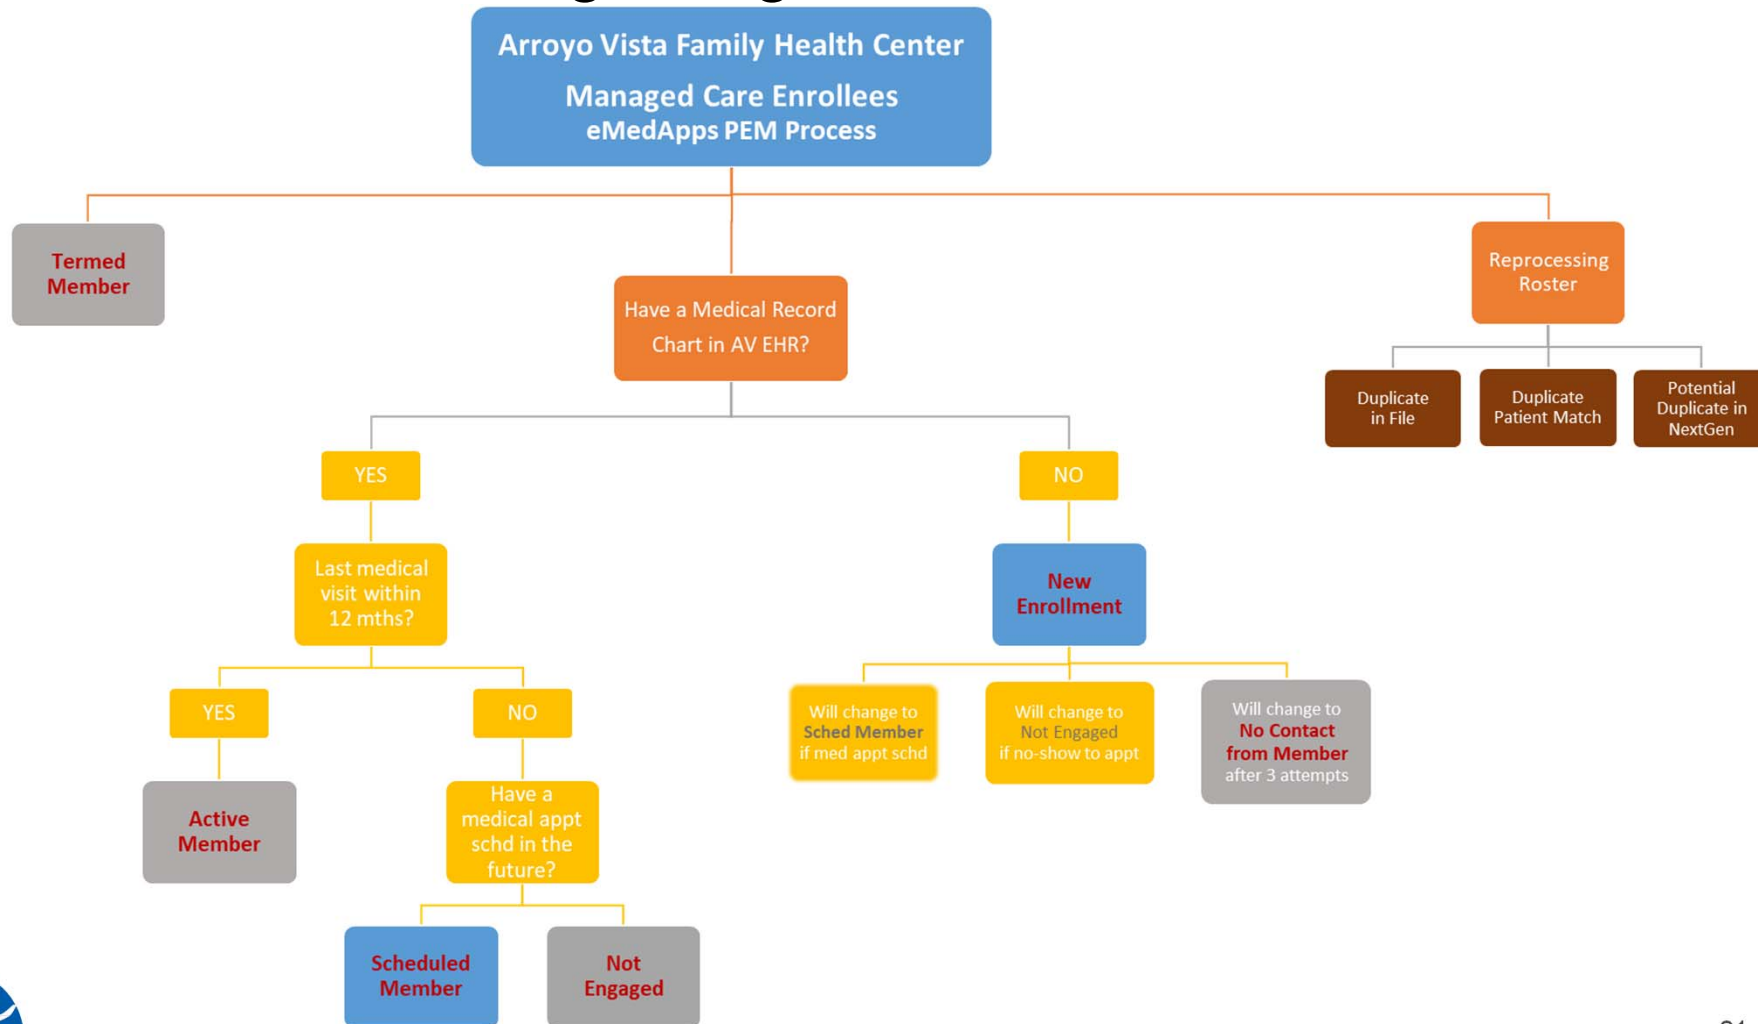 Arroyo Vista Family Health Center
Managed Care Enrollees
eMedApps PEM Process
Termed
Member
Have a Medical Record
Chart in AV EHR?
Reprocessing
Roster
Duplicate
in File
Duplicate
Patient Match
Potential
Duplicate in
NextGen
YES
NO
Last medical
visit within
12 mths?
New
Enrollment
YES
NO
Will change to
Sched Member
if med appt schd
Will change to
Not Engaged
if no-show to appt
Will change to
No Contact
from Member
after 3 attempts
Active
Member
Have a
medical appt
schd in the
future?
Scheduled
Member
Not
Engaged